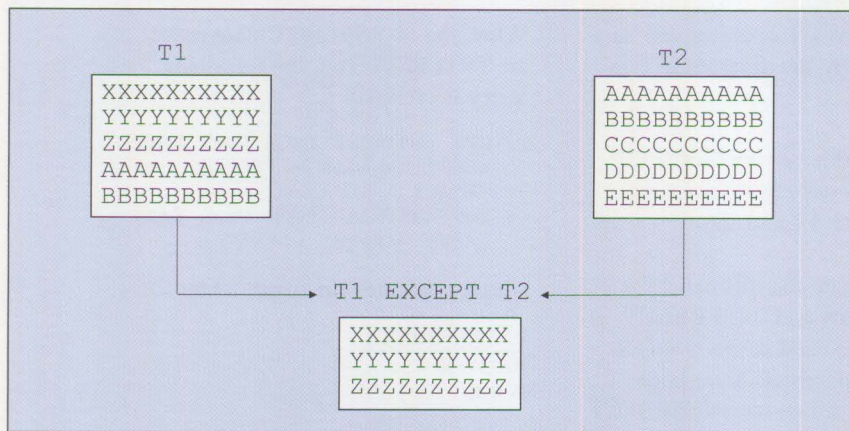 T1
XXXXXXXXXX
YYYYYYYYYY
ZZZZZZZZZZ
AAAAAAAAAA
BBBBBBBBBB
T2
AAAAAAAAAA
BBBBBBBBBB
CCCCCCCCCC
DDDDDDDDDD
EEEEEEEEEE
T1 EXCEPT T2
XXXXXXXXXX
YYYYYYYYYY
ZZZZZZZZZZ